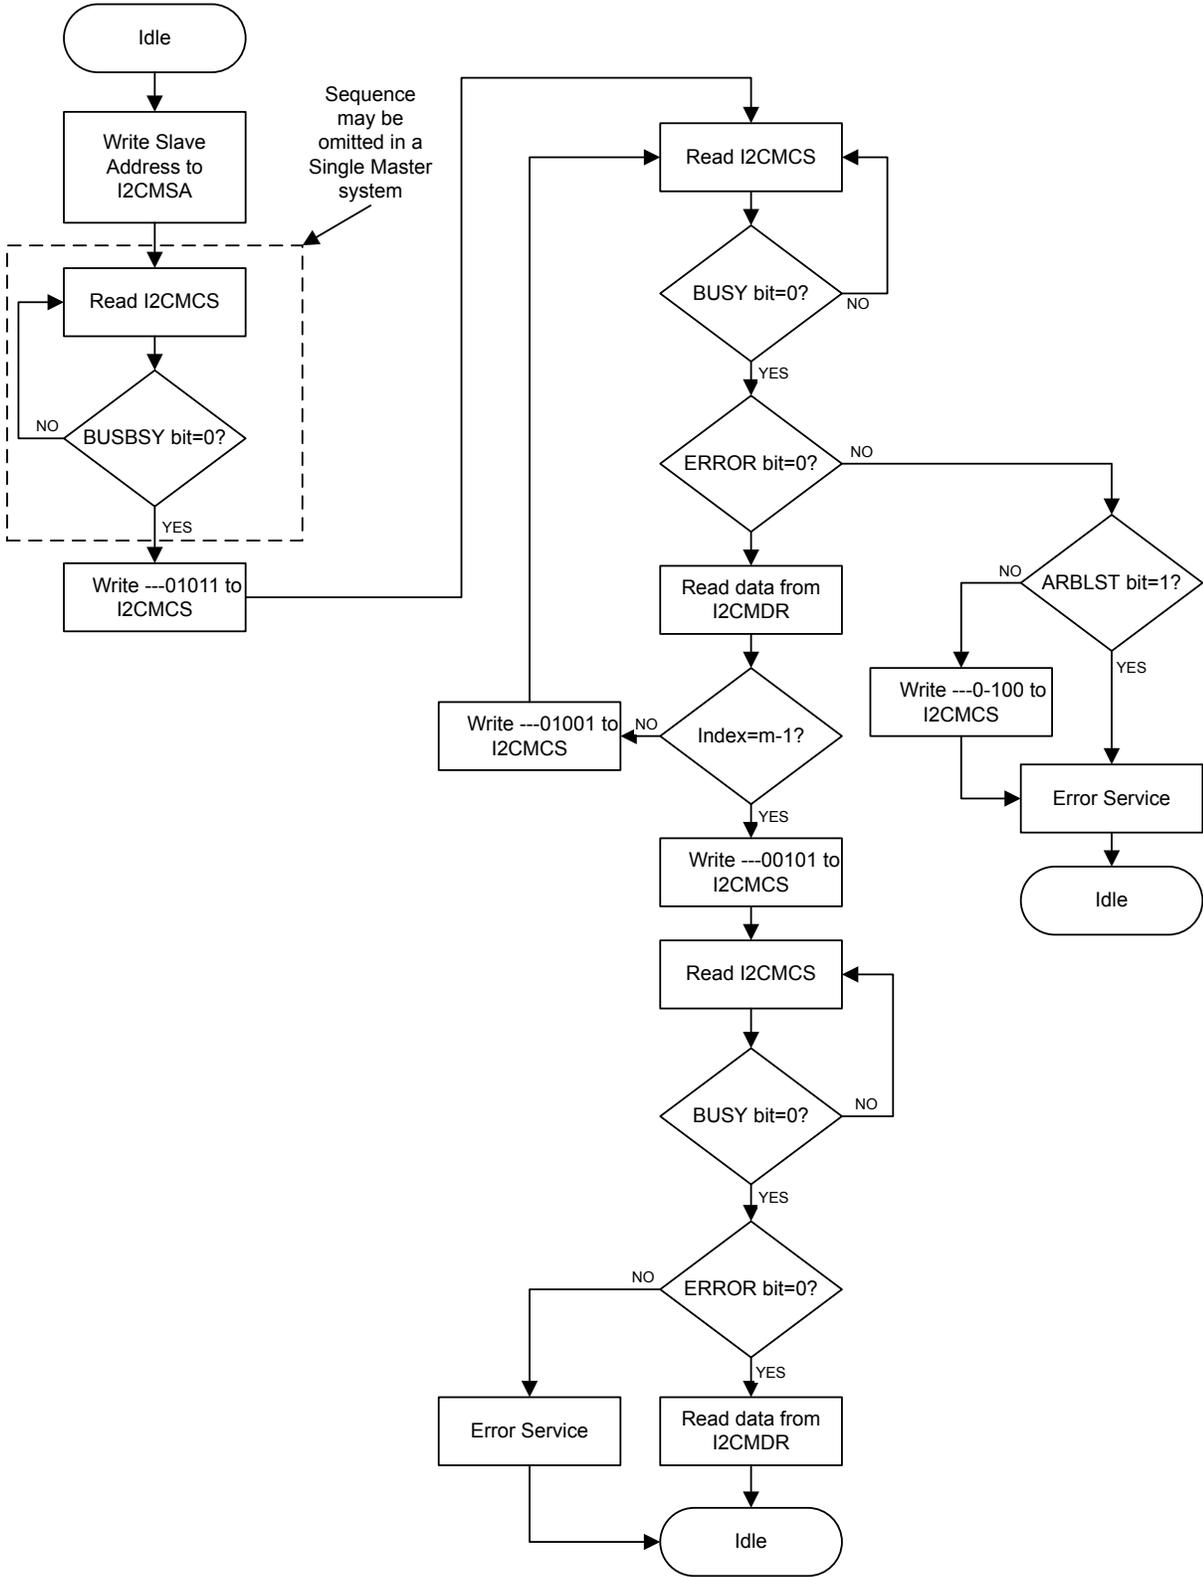 Idle
Write Slave
Address to
I2CMSA
Sequence
may be
omitted in a
Single Master
system
Read I2CMCS
BUSBSY bit=0?
NO
YES
Write ---01011 to
I2CMCS
Read I2CMCS
BUSY bit=0?
NO
YES
ERROR bit=0?
NO
Read data from
I2CMDR
ARBLST bit=1?
NO
YES
Write ---0-100 to
I2CMCS
Error Service
Idle
Index=m-1?
NO
Write ---01001 to
I2CMCS
YES
Write ---00101 to
I2CMCS
Read I2CMCS
BUSY bit=0?
NO
YES
ERROR bit=0?
NO
YES
Error Service
Read data from
I2CMDR
Idle